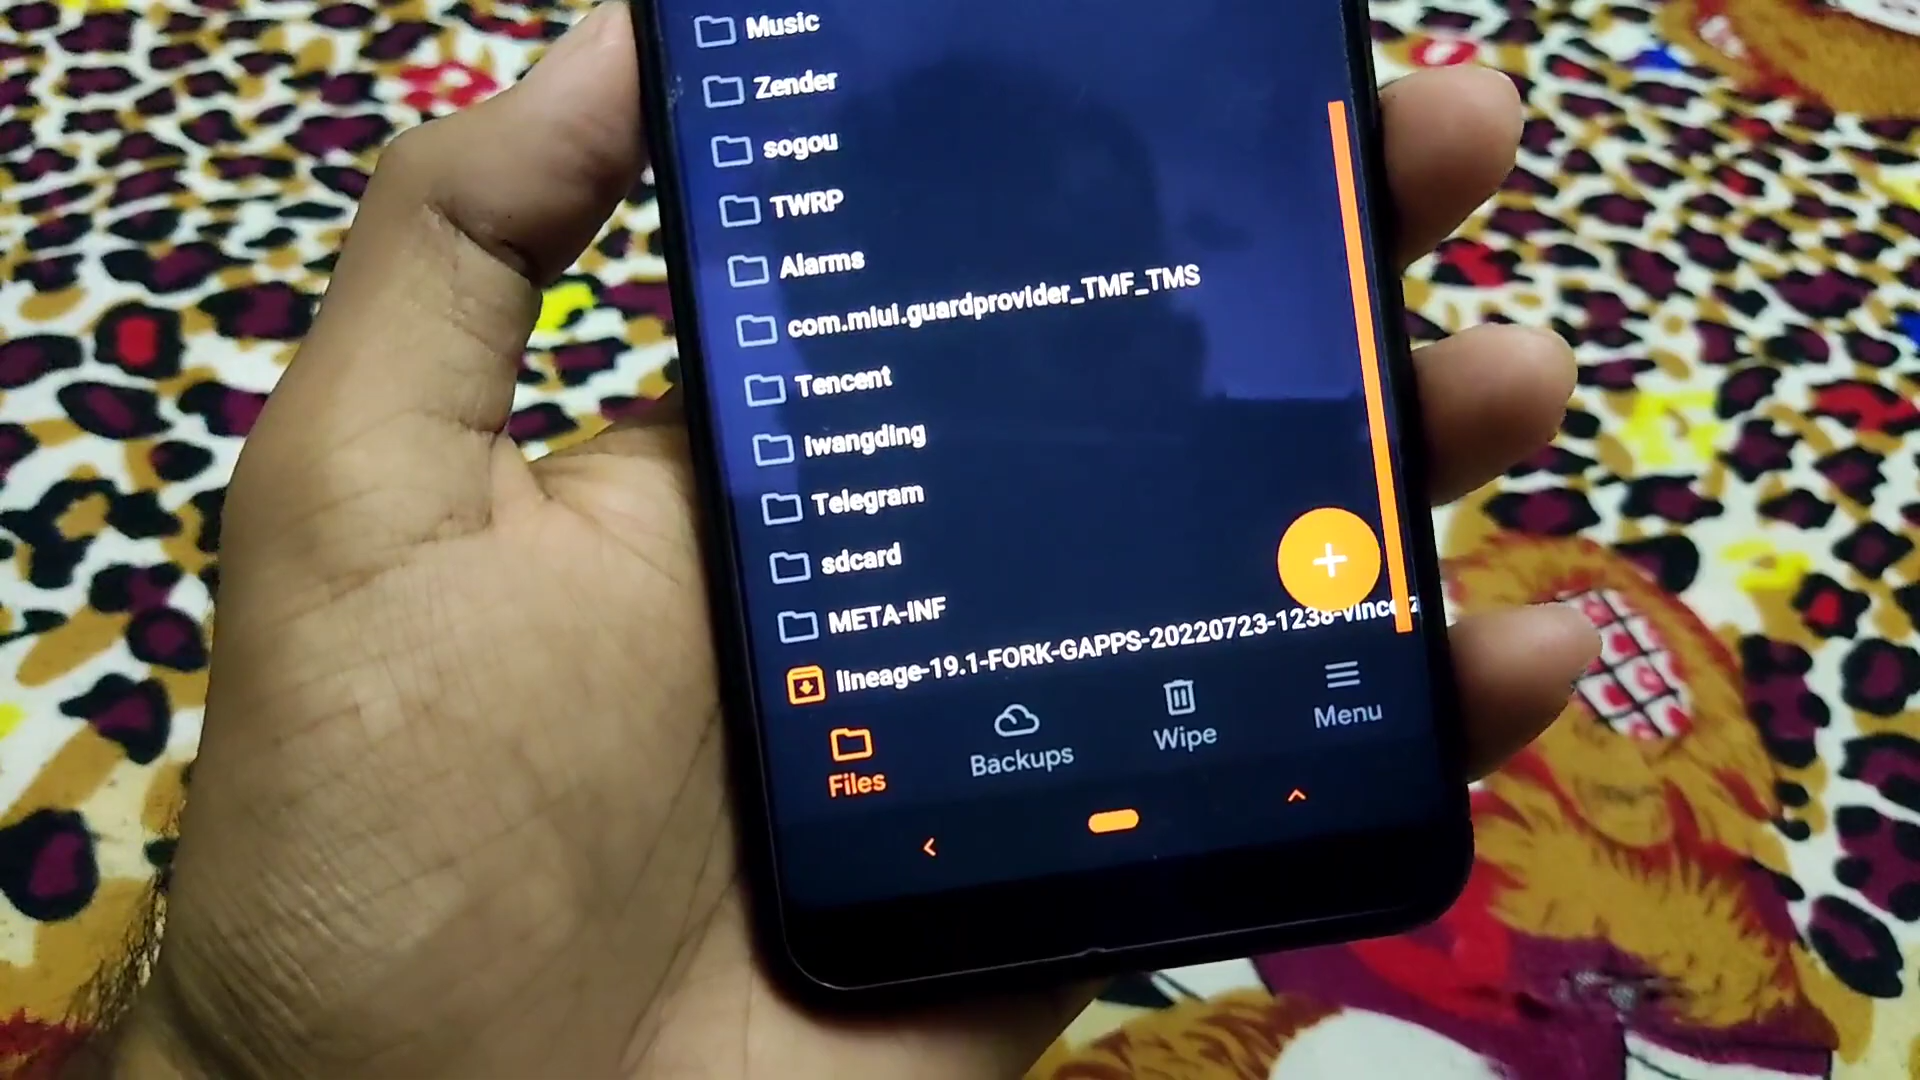 Music
Zender
sogou
TWRP
Alarms
com.miui.guardprovider_TMF_TMS
Tencent
iwangding
Telegram
sdcard
META-INF
lineage-19.1-FORK-GAPPS-20220723-1238-vince
Files
Backups
Wipe
Menu